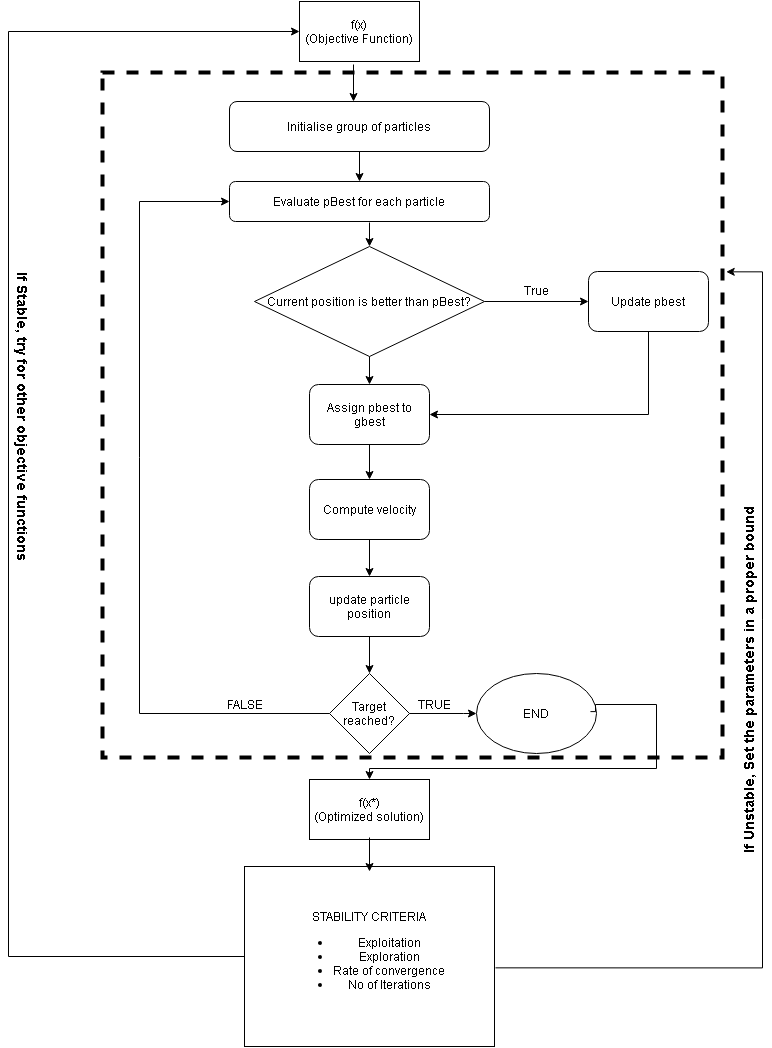 f(x)
(Objective Function)
Initialise group of particles
Evaluate pBest for each particle
Current position is better than pBest?
True
Update pbest
Assign pbest to
gbest
Compute velocity
update particle
position
Target
reached?
FALSE
TRUE
END
f(x*)
(Optimized solution)
STABILITY CRITERIA
• Exploitation
• Exploration
• Rate of convergence
• No of Iterations
If Stable, try for other objective functions
If Unstable, Set the parameters in a proper bound